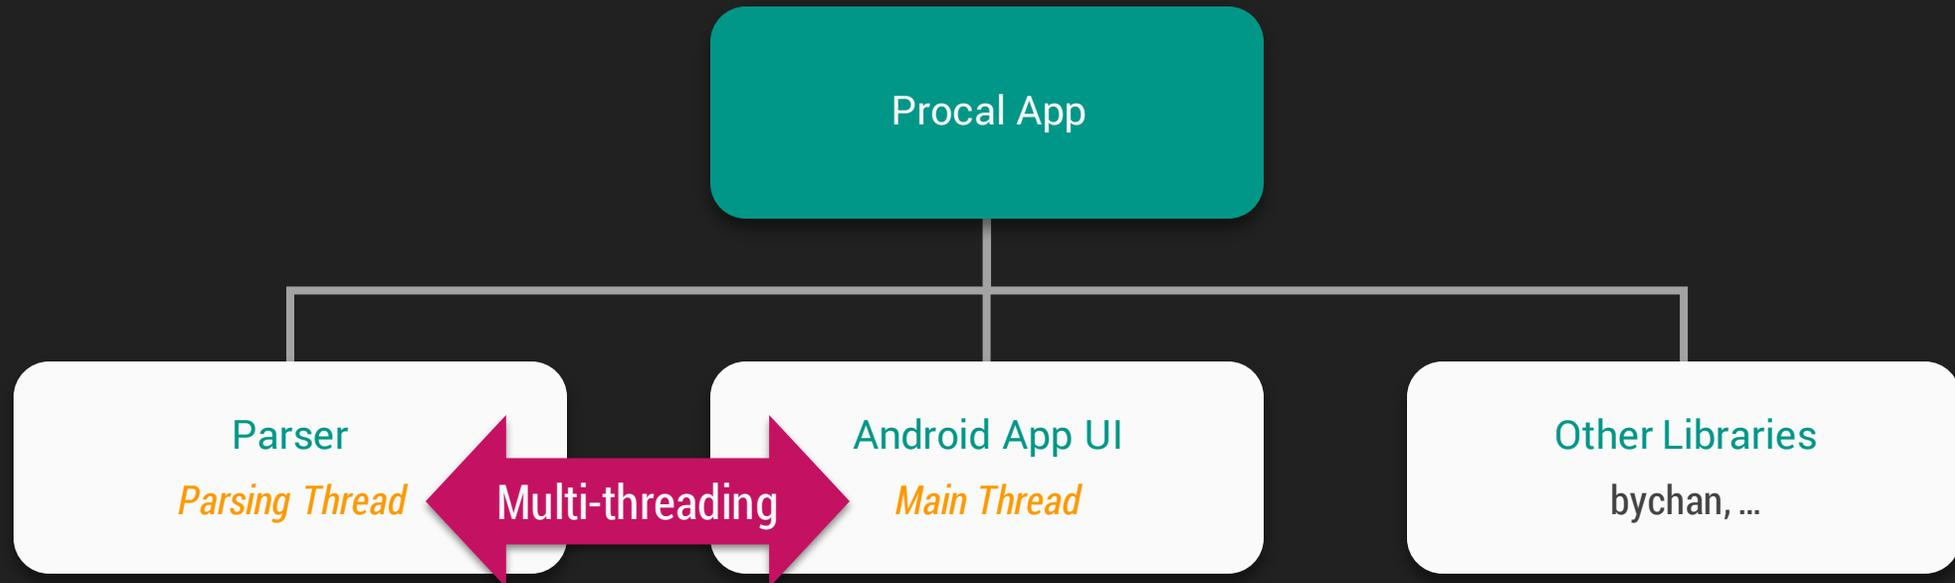 Procal App
Parser
Parsing Thread
Multi-threading
Android App UI
Main Thread
Other Libraries
bychan, ...